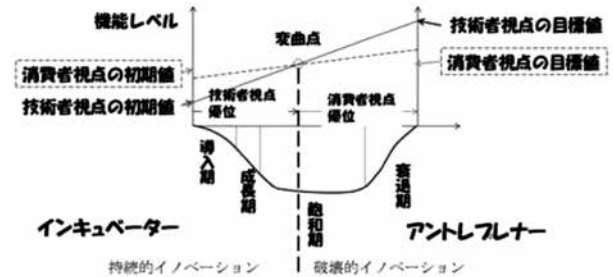 機能レベル
変曲点
技術者視点の目標値
消費者視点の初期値
消費者視点の目標値
技術者視点の初期値
技術者視点
優位
消費者視点
優位
導入期
成長期
飽和期
衰退期
インキュベーター
アントレプレナー
持続的イノベーション
破壊的イノベーション